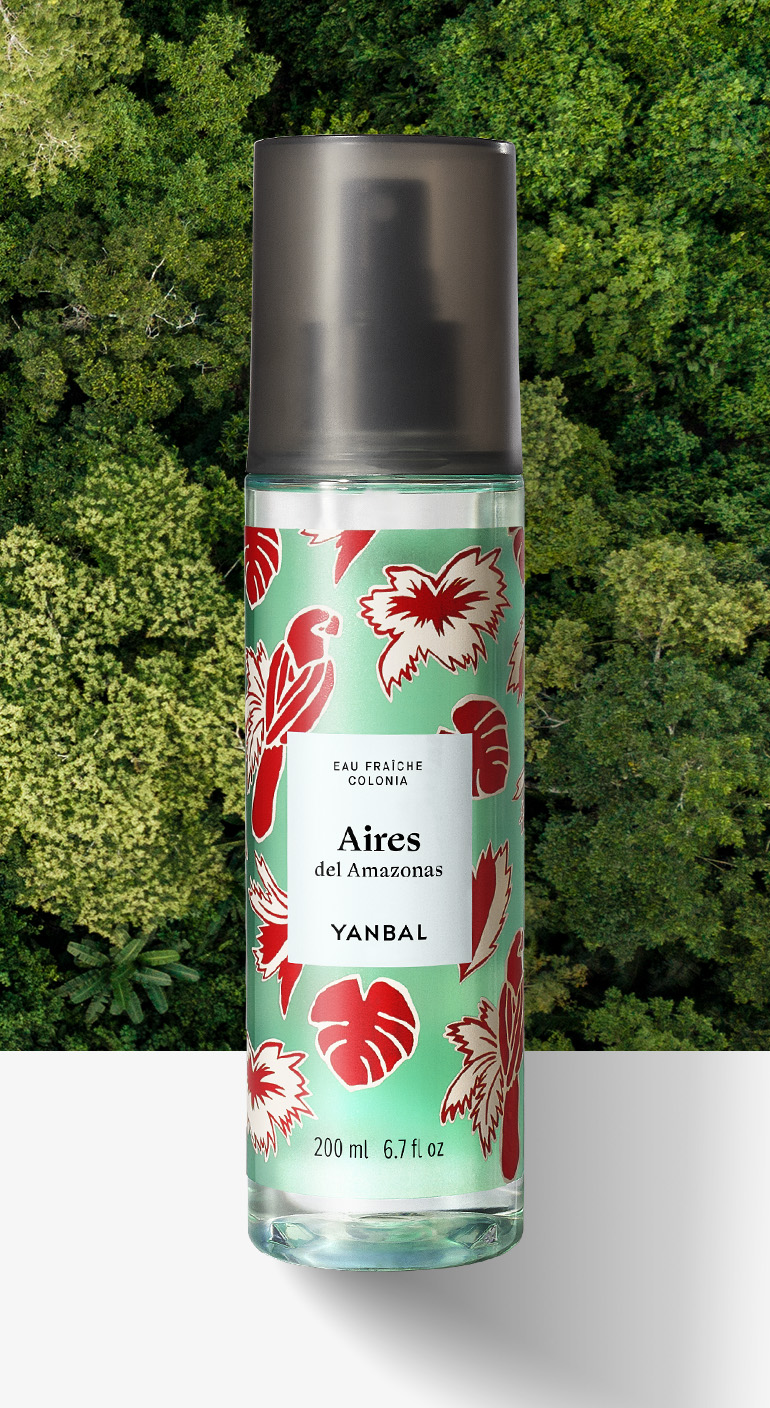 EAU FRAÎCHE
COLONIA
Aires
del Amazonas
YANBAL
200 ml 6.7 fl oz